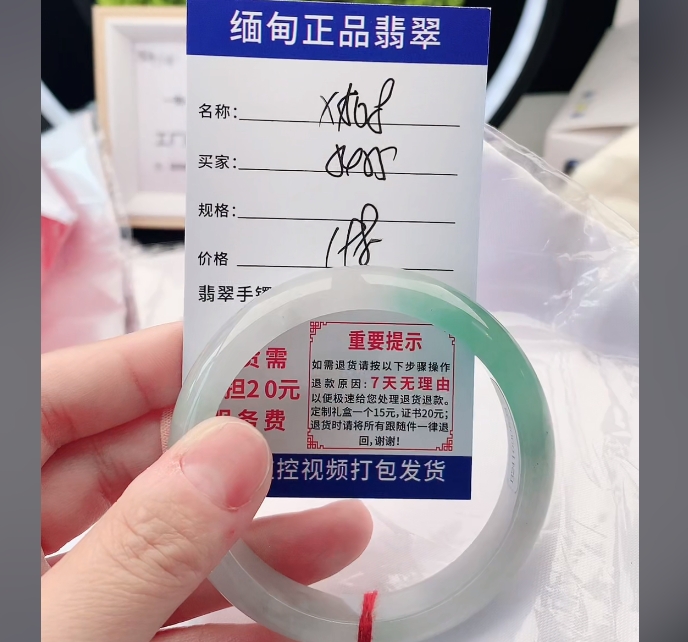 缅甸正品翡翠
名称：
买家：
规格：
价格
翡翠手镯
需
担20元
务费
重要提示
如需退货请按以下步骤操作
退款原因：7天无理由
以便极速给您处理退货退款。
定制礼盒一个15元，证书20元；
退货时请将所有跟随件一律退
回，谢谢！
控视频打包发货